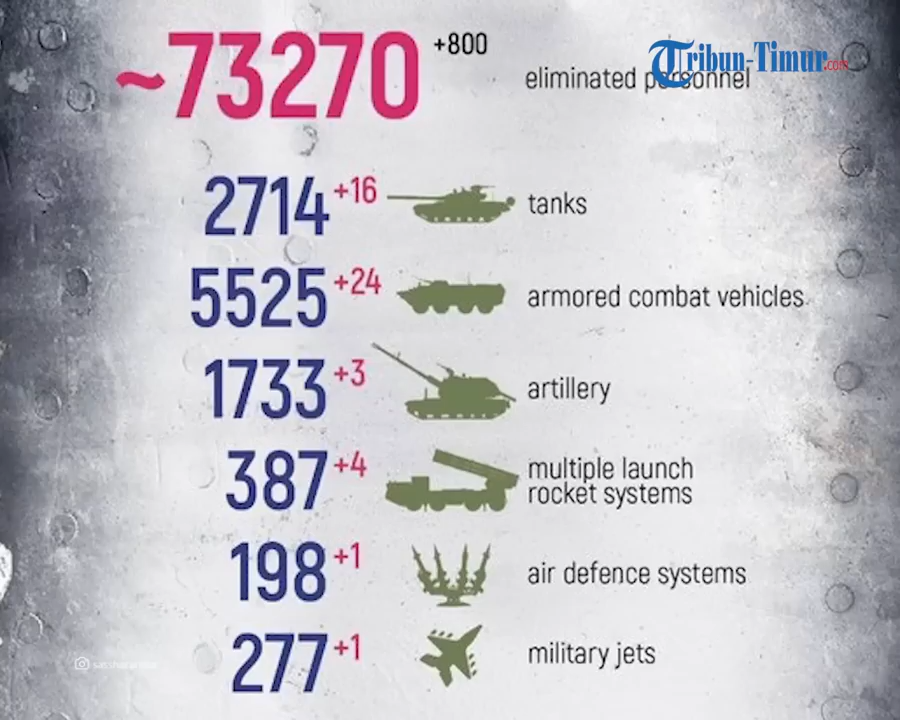 ~73270 +800 eliminated personnel
Tribun-Timur.com
2714 +16 tanks
5525 +24 armored combat vehicles
1733 +3 artillery
387 +4 multiple launch
rocket systems
198 +1 air defence systems
277 +1 military jets